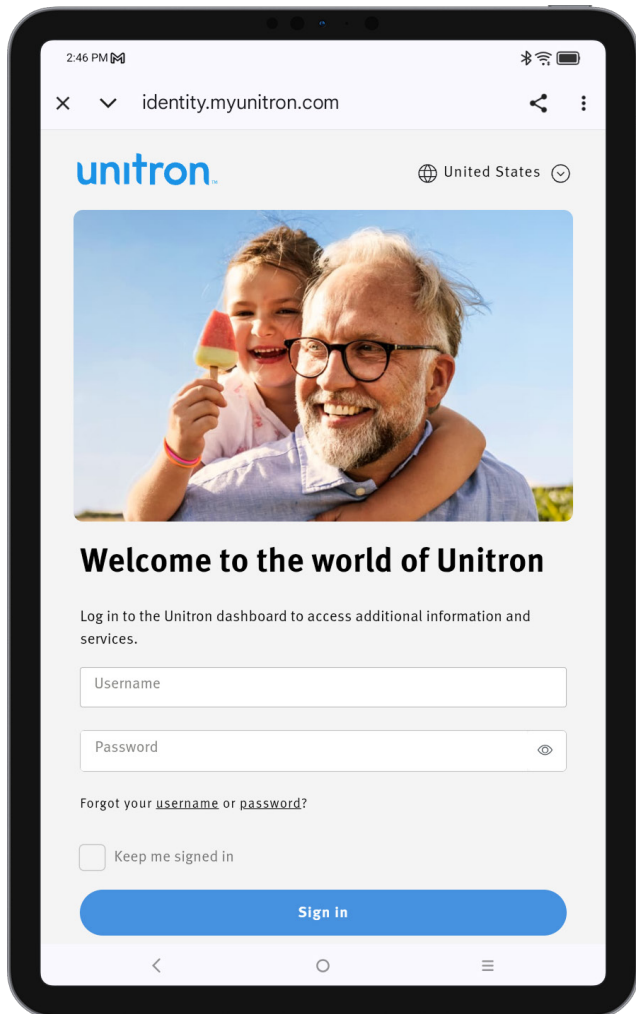 2:46 PM
identity.myunitron.com
unitron™
United States
Welcome to the world of Unitron
Log in to the Unitron dashboard to access additional information and
services.
Username
Password
Forgot your username or password?
Keep me signed in
Sign in